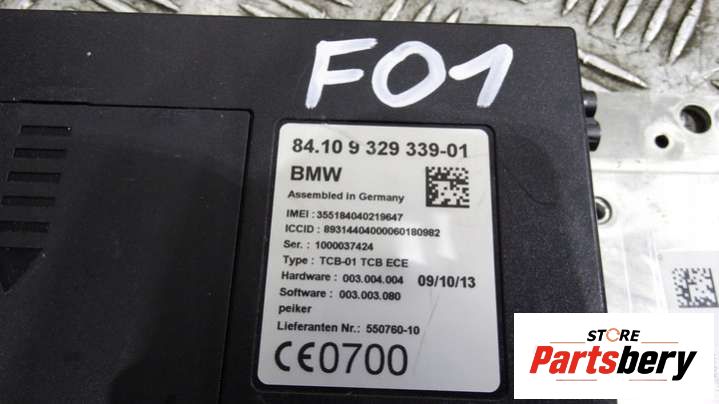 F01
84.10 9 329 339-01
BMW
Assembled in Germany
IMEI : 355184040219647
ICCID : 89314404000060180982
Ser. : 1000037424
Type : TCB-01 TCB ECE
Hardware : 003.004.004 09/10/13
Software : 003.003.080
peiker
Lieferanten Nr.: 550760-10
CE0700
STORE
Partsbery